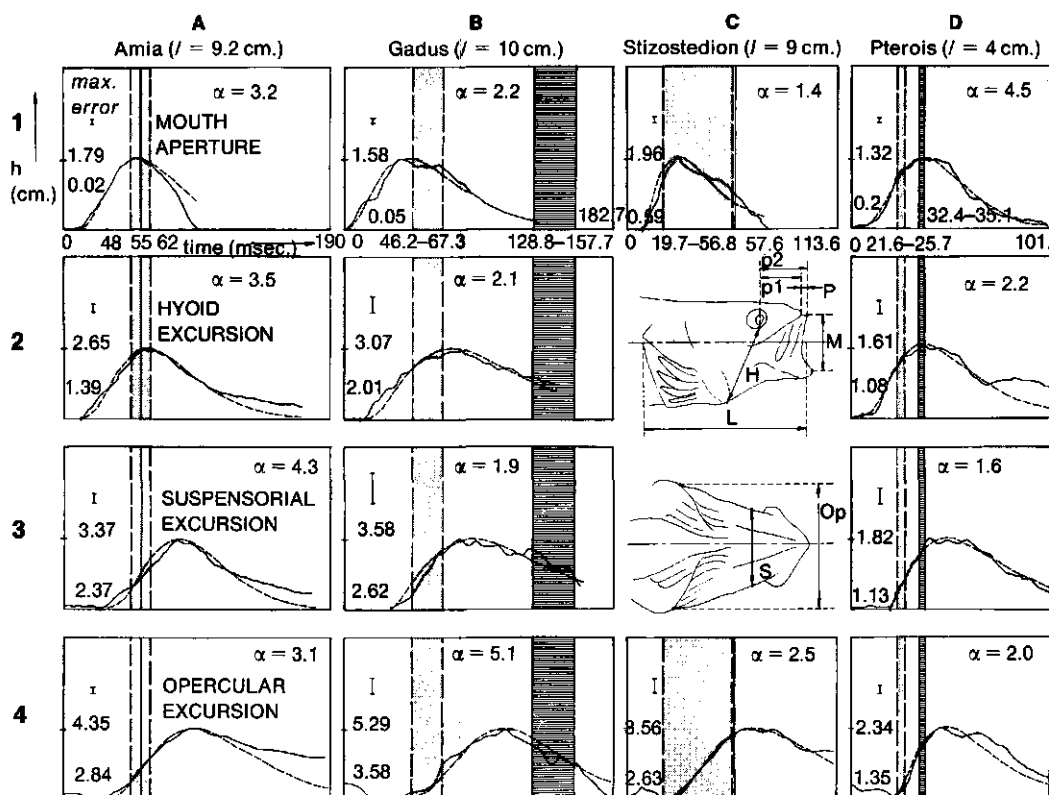 A B C D
Amia (l = 9.2 cm.) Gadus (l = 10 cm.) Stizostedion (l = 9 cm.) Pterois (l = 4 cm.)
1
h
(cm.)
max.
error
α = 3.2
MOUTH
APERTURE
1.79
0.02
0 48 55 62 time (msec.) 190
α = 2.2
1.58
0.05
182.7
0 46.2–67.3 128.8–157.7
α = 1.4
1.96
0.59
0 19.7–56.8 57.6 113.6
α = 4.5
1.32
0.2
32.4–35.1
0 21.6–25.7 101.
2
α = 3.5
HYOID
EXCURSION
2.65
1.39
α = 2.1
3.07
2.01
p2
p1 P
M
H
L
α = 2.2
1.61
1.08
3
α = 4.3
SUSPENSORIAL
EXCURSION
3.37
2.37
α = 1.9
3.58
2.62
Op
S
α = 1.6
1.82
1.13
4
α = 3.1
OPERCULAR
EXCURSION
4.35
2.84
α = 5.1
5.29
3.58
α = 2.5
3.56
2.63
α = 2.0
2.34
1.35